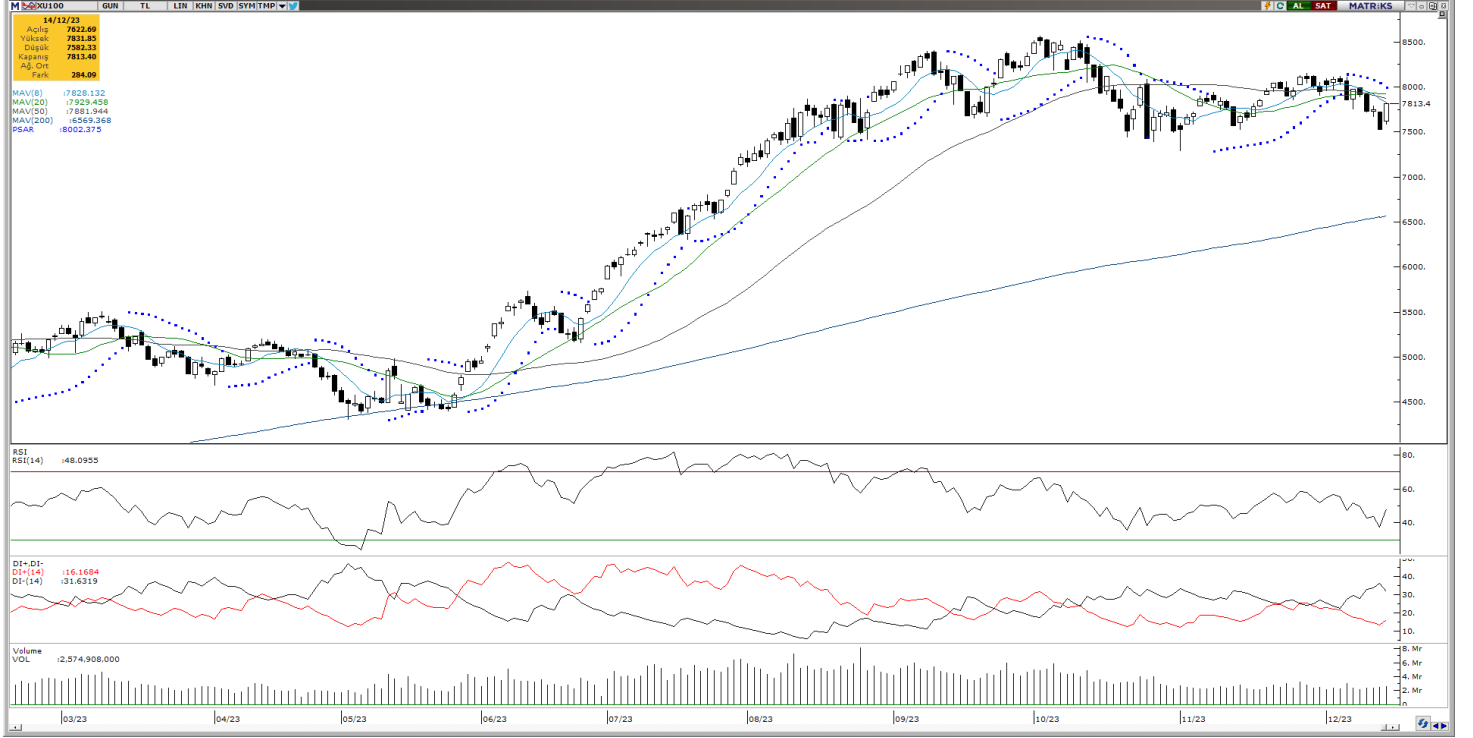 M XU100 GUN TL LIN KHN SVD SYM TMP AL SAT MATRiKS
14/12/23
Açılış 7622.69
Yüksek 7831.85
Düşük 7582.33
Kapanış 7813.40
Ağ. Ort
Fark 284.09
MAV(8) :7828.132
MAV(20) :7929.458
MAV(50) :7881.944
MAV(200) :6569.368
PSAR :8002.375
8500.
8000.
7813.4
7500.
7000.
6500.
6000.
5500.
5000.
4500.
RSI
RSI(14) :48.0955
80.
60.
40.
DI+,DI-
DI+(14) :16.1684
DI-(14) :31.6319
50.
40.
30.
20.
10.
Volume
VOL :2,574,908,000
8. Mr
6. Mr
4. Mr
2. Mr
0
03/23 04/23 05/23 06/23 07/23 08/23 09/23 10/23 11/23 12/23